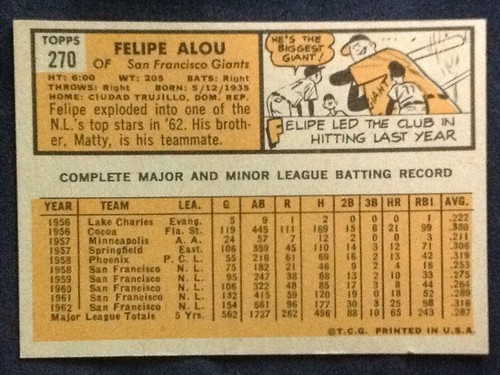 TOPPS
270
FELIPE ALOU
OF San Francisco Giants
HT: 6:00 WT: 205 BATS: Right
THROWS: Right BORN: 5/12/1935
HOME: CIUDAD TRUJILLO, DOM. REP.
Felipe exploded into one of the
N.L.'s top stars in '62. His broth-
er, Matty, is his teammate.
HE'S THE
BIGGEST
GIANT!
GIANTS
FELIPE LED THE CLUB IN
HITTING LAST YEAR
COMPLETE MAJOR AND MINOR LEAGUE BATTING RECORD
YEAR TEAM LEA. G AB R H 2B 3B HR RBI AVG.
1956 Lake Charles Evang. 5 9 1 2 0 0 0 1 .222
1956 Cocoa Fla. St. 119 445 111 169 15 6 21 99 .380
1957 Minneapolis A. A. 24 57 7 12 2 0 0 3 .211
1957 Springfield East. 106 359 45 110 14 3 12 71 .306
1958 Phoenix P. C. L. 55 216 61 69 16 2 13 42 .319
1958 San Francisco N. L. 75 182 21 46 9 2 4 16 .253
1959 San Francisco N. L. 95 247 38 68 13 2 10 33 .275
1960 San Francisco N. L. 106 322 48 85 17 3 8 44 .264
1961 San Francisco N. L. 132 415 59 120 19 0 18 52 .289
1962 San Francisco N. L. 154 561 96 177 30 3 25 98 .316
Major League Totals 5 Yrs. 562 1727 262 496 88 10 65 243 .287
©T.C.G. PRINTED IN U.S.A.